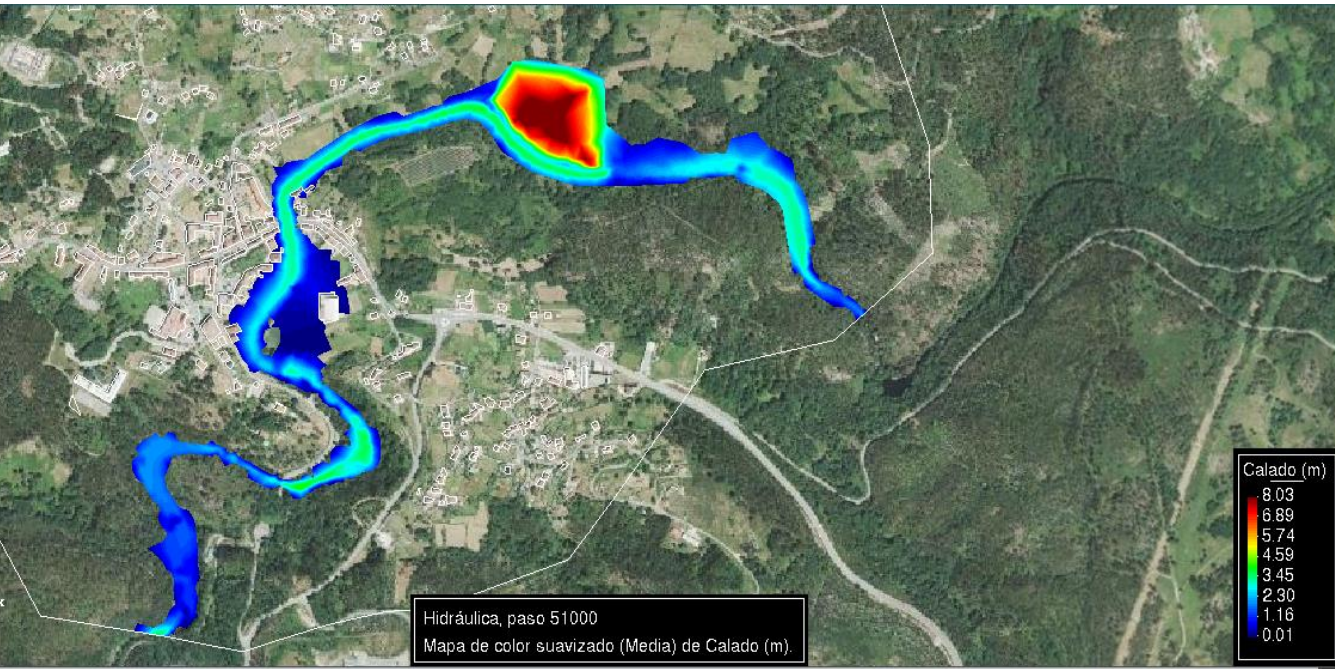 Calado (m)
8.03
6.89
5.74
4.59
3.45
2.30
1.16
0.01
Hidráulica, paso 51000
Mapa de color suavizado (Media) de Calado (m).